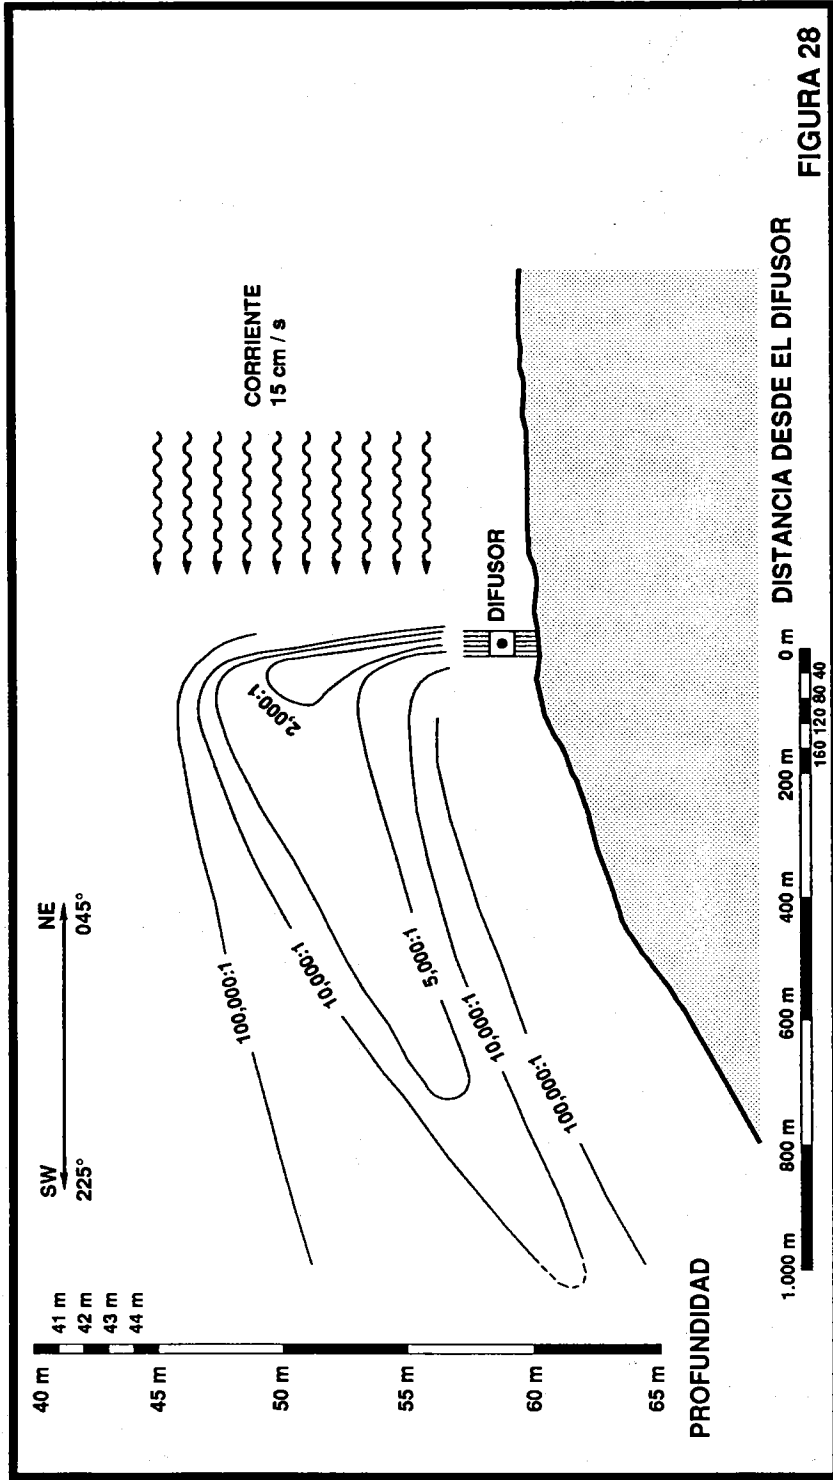 SW
NE
225°
045°
40 m
41 m
42 m
43 m
44 m
45 m
50 m
55 m
60 m
65 m
PROFUNDIDAD
CORRIENTE
15 cm / s
100,000:1
10,000:1
2,000:1
5,000:1
10,000:1
100,000:1
DIFUSOR
1.000 m
800 m
600 m
400 m
200 m
0 m
160 120 80 40
DISTANCIA DESDE EL DIFUSOR
FIGURA 28